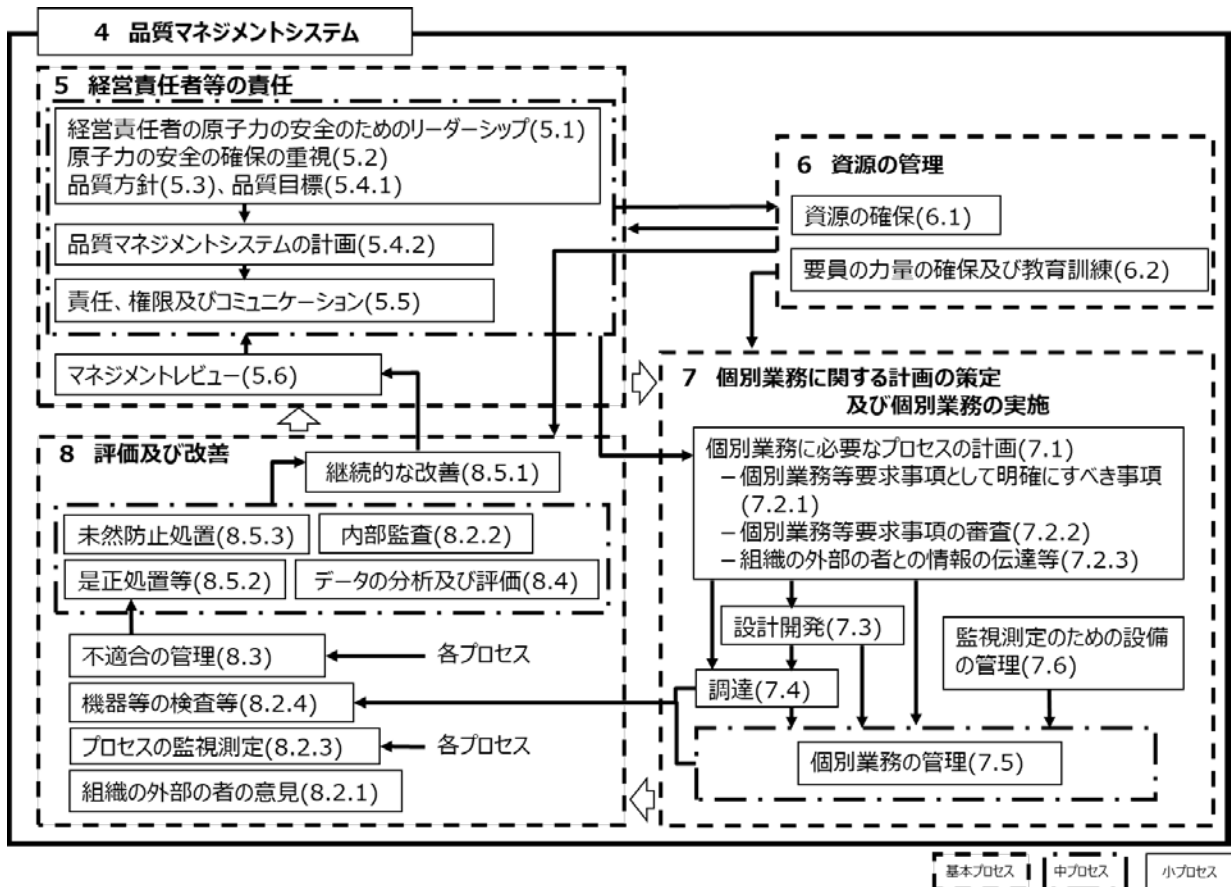 4 品質マネジメントシステム
5 経営責任者等の責任
経営責任者の原子力の安全のためのリーダーシップ(5.1)
原子力の安全の確保の重視(5.2)
品質方針(5.3)、品質目標(5.4.1)
品質マネジメントシステムの計画(5.4.2)
責任、権限及びコミュニケーション(5.5)
マネジメントレビュー(5.6)
6 資源の管理
資源の確保(6.1)
要員の力量の確保及び教育訓練(6.2)
7 個別業務に関する計画の策定
及び個別業務の実施
個別業務に必要なプロセスの計画(7.1)
－個別業務等要求事項として明確にすべき事項
(7.2.1)
－個別業務等要求事項の審査(7.2.2)
－組織の外部の者との情報の伝達等(7.2.3)
設計開発(7.3)
監視測定のための設備
の管理(7.6)
調達(7.4)
個別業務の管理(7.5)
8 評価及び改善
継続的な改善(8.5.1)
未然防止処置(8.5.3)
内部監査(8.2.2)
是正処置等(8.5.2)
データの分析及び評価(8.4)
不適合の管理(8.3)
各プロセス
機器等の検査等(8.2.4)
プロセスの監視測定(8.2.3)
各プロセス
組織の外部の者の意見(8.2.1)
基本プロセス
中プロセス
小プロセス